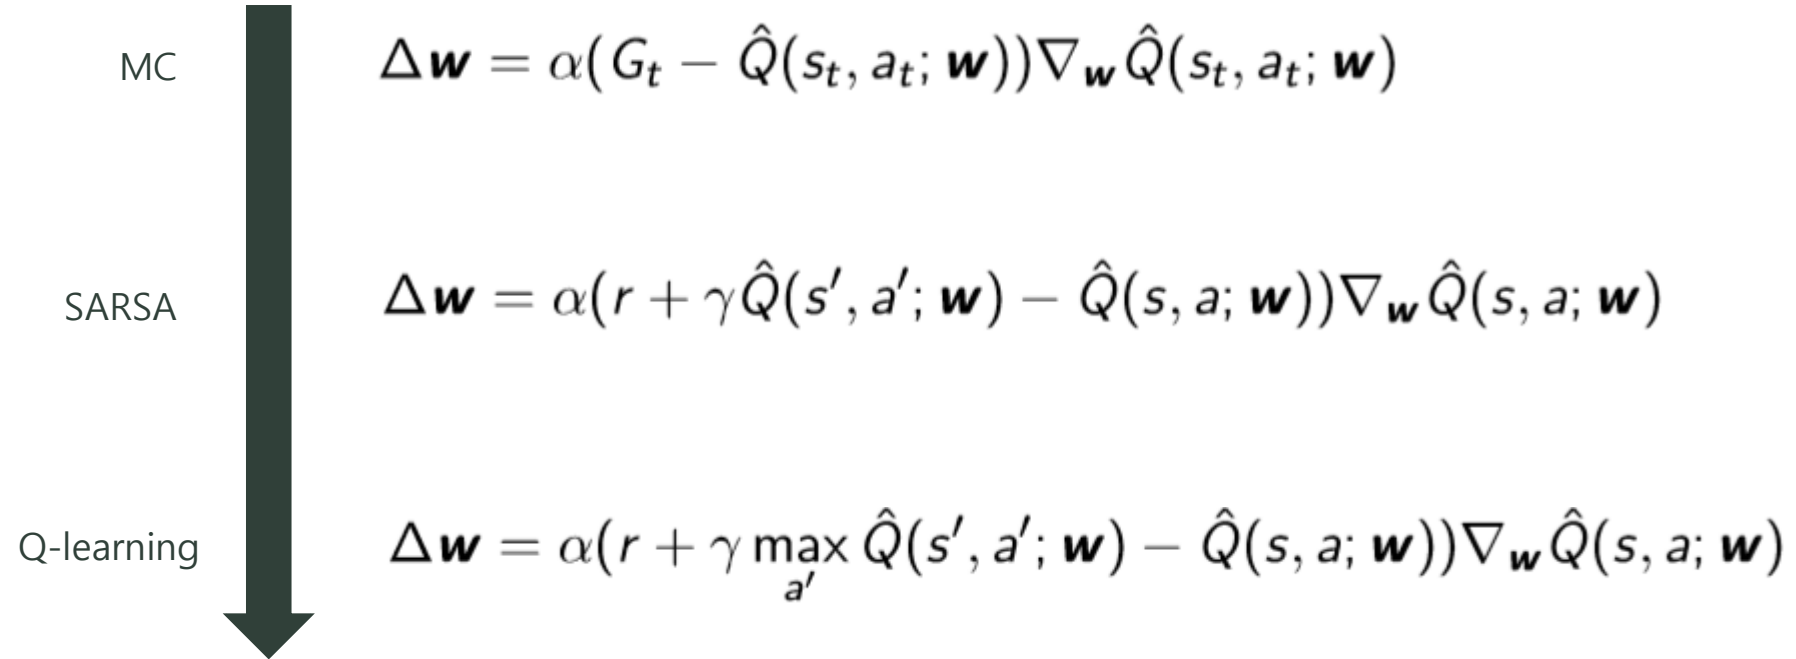 MC Δw = α(G_t − Q̂(s_t, a_t; w))∇_w Q̂(s_t, a_t; w)
SARSA Δw = α(r + γQ̂(s′, a′; w) − Q̂(s, a; w))∇_w Q̂(s, a; w)
Q-learning Δw = α(r + γ max_{a′} Q̂(s′, a′; w) − Q̂(s, a; w))∇_w Q̂(s, a; w)